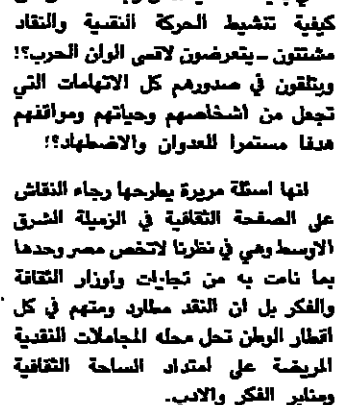 كيفية تنشيط الحركة النقدية والنقاد
مشتتون ــ يتعرضون لاقسى الوان الحرب؟!
ويتلقون في صدورهم كل الاتهامات التي
تجعل من اشخاصهم وحياتهم ومواقفهم
هدفا مستمرا للعدوان والاضطهاد؟!
انها اسئلة مريرة يطرحها رجاء النقاش
على الصفحة الثقافية في الزميلة الشرق
الاوسط وهي في نظرنا لاتخص مصر وحدها
بما نامت به من تجليات واوزار الثقافة
والفكر بل ان النقد مطارد ومتهم في كل
اقطار الوطن تحل محله المجاملات النقدية
المريضة على امتداد الساحة الثقافية
ومنابر الفكر والادب.